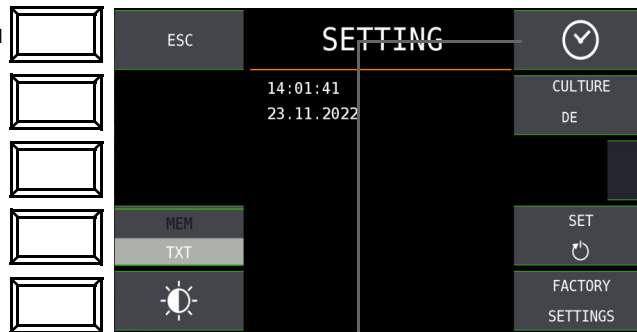 ESC
SETTING
14:01:41
23.11.2022
CULTURE
DE
MEM
TXT
SET
FACTORY
SETTINGS